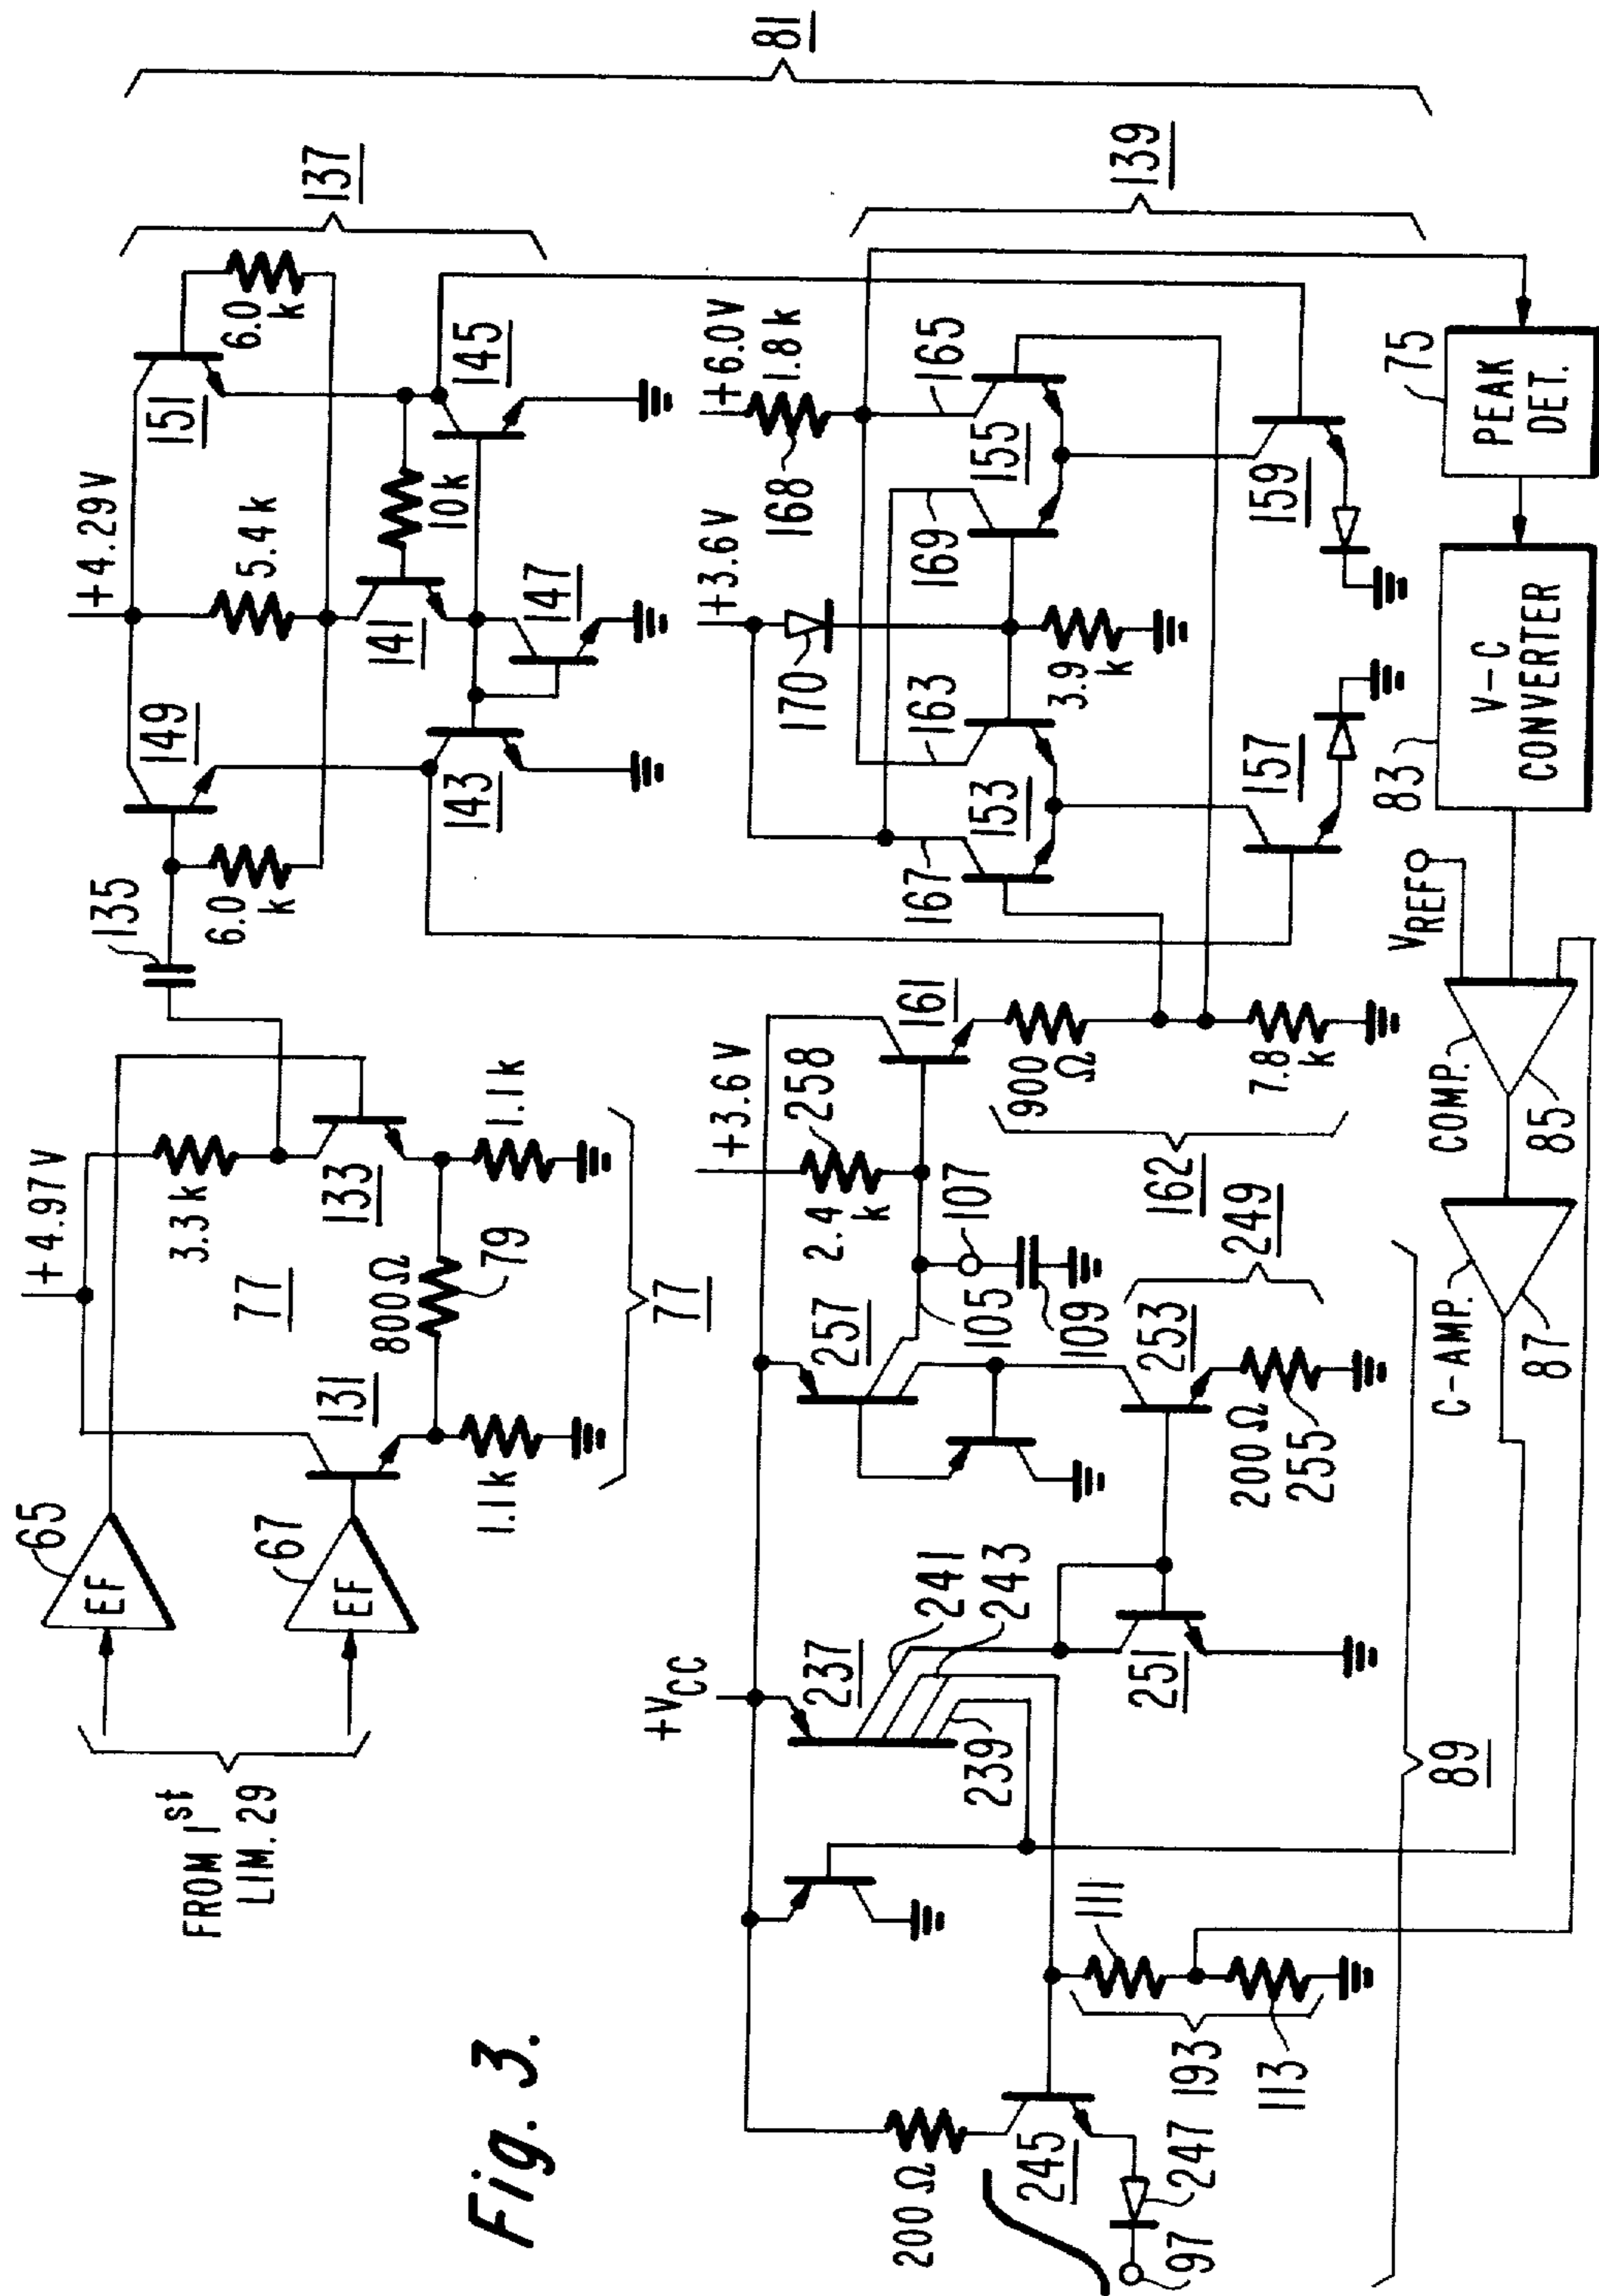 Fig. 3.
FROM 1st
LIM. 29
65
EF
67
EF
+4.97V
3.3k
77
131
133
800Ω
79
1.1k
1.1k
77
135
+4.29V
149
151
6.0
k
5.4k
6.0
k
141
10k
143
147
145
137
81
+VCC
237
241
243
239
257
+3.6V
2.4
k
258
161
105
107
109
900
Ω
7.8
k
162
249
251
253
200Ω
255
200Ω
245
247
97
111
193
113
89
+3.6V
+6.0V
1.8k
168
170
167
153
163
169
155
165
3.9
k
157
159
139
C-AMP.
87
COMP.
85
VREF
83
V-C
CONVERTER
75
PEAK
DET.